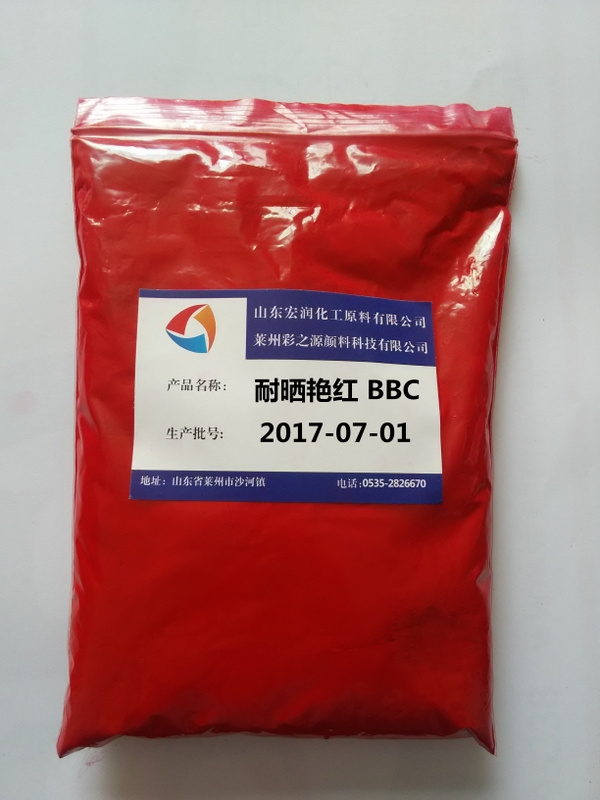 山东宏润化工原料有限公司
莱州彩之源颜料科技有限公司
产品名称: 耐晒艳红 BBC
生产批号: 2017-07-01
地址: 山东省莱州市沙河镇 电话:0535-2826670